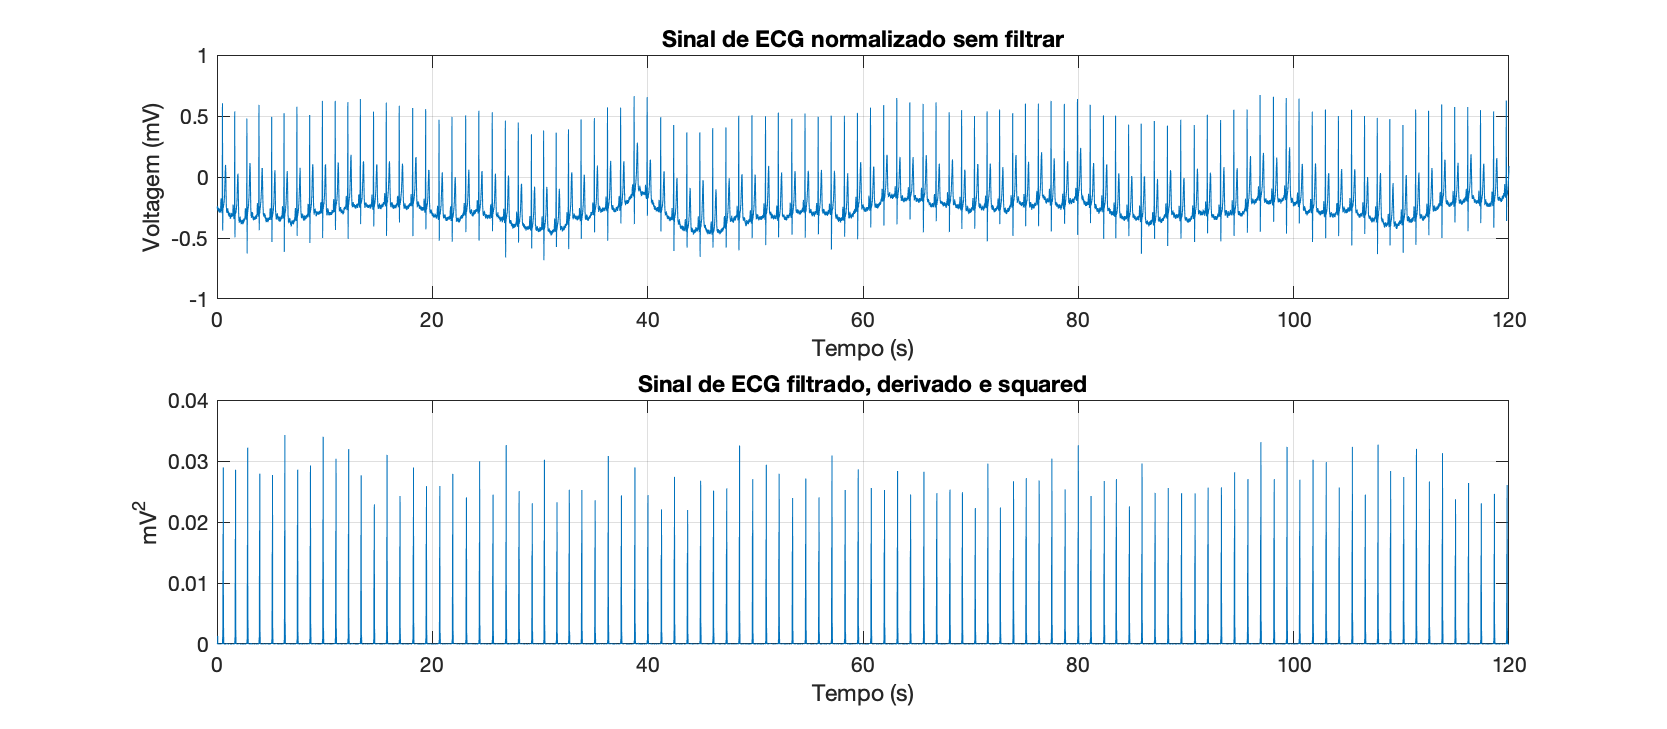 Sinal de ECG normalizado sem filtrar
1
0.5
0
-0.5
-1
Voltagem (mV)
0 20 40 60 80 100 120
Tempo (s)
Sinal de ECG filtrado, derivado e squared
0.04
0.03
0.02
0.01
0
mV²
0 20 40 60 80 100 120
Tempo (s)